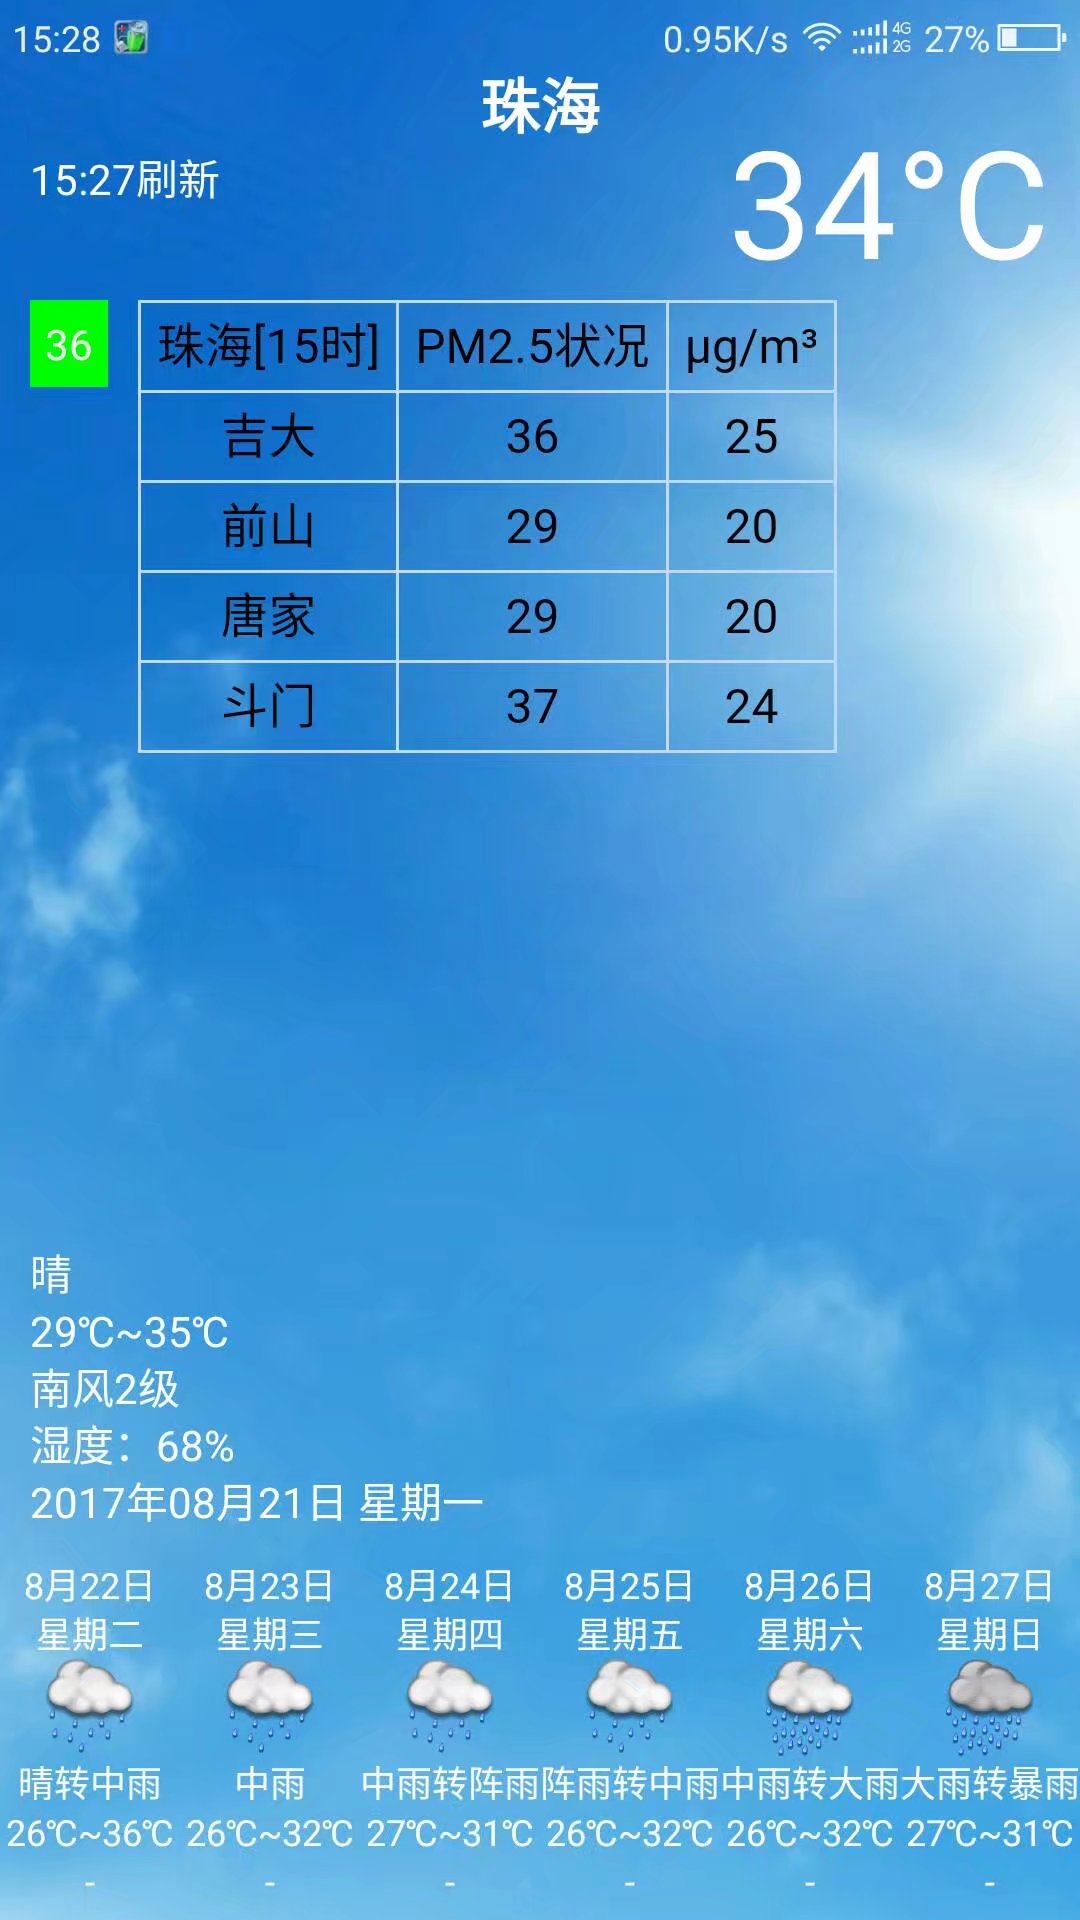 15:28 0.95K/s 4G 2G 27%
珠海
15:27刷新 34°C
36 珠海[15时] PM2.5状况 μg/m³
吉大 36 25
前山 29 20
唐家 29 20
斗门 37 24
晴
29℃~35℃
南风2级
湿度：68%
2017年08月21日 星期一
8月22日 8月23日 8月24日 8月25日 8月26日 8月27日
星期二 星期三 星期四 星期五 星期六 星期日
晴转中雨 中雨 中雨转阵雨 阵雨转中雨 中雨转大雨 大雨转暴雨
26℃~36℃ 26℃~32℃ 27℃~31℃ 26℃~32℃ 26℃~32℃ 27℃~31℃
- - - - - -